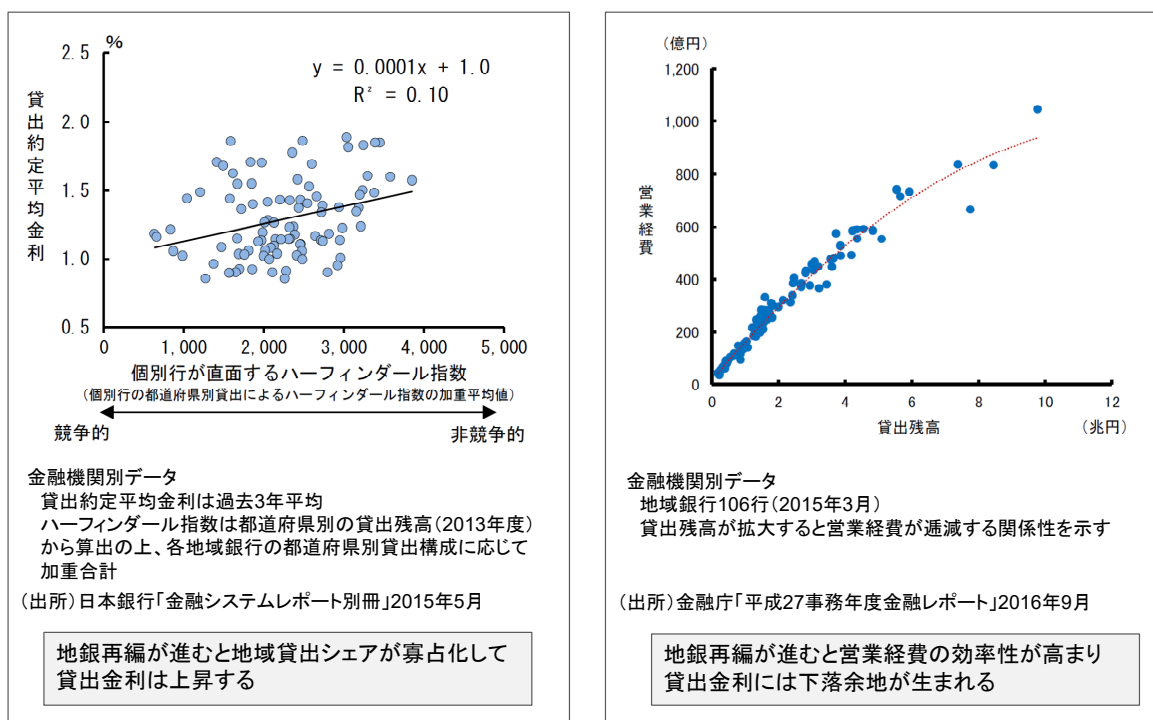 %
2.5
2.0
1.5
1.0
0.5
貸出約定平均金利
y = 0.0001x + 1.0
R² = 0.10
0 1,000 2,000 3,000 4,000 5,000
個別行が直面するハーフィンダール指数
(個別行の都道府県別貸出によるハーフィンダール指数の加重平均値)
競争的 非競争的
金融機関別データ
貸出約定平均金利は過去3年平均
ハーフィンダール指数は都道府県別の貸出残高(2013年度)
から算出の上、各地域銀行の都道府県別貸出構成に応じて
加重合計
(出所)日本銀行「金融システムレポート別冊」2015年5月
地銀再編が進むと地域貸出シェアが寡占化して
貸出金利は上昇する
(億円)
1,200
1,000
800
600
400
200
0
営業経費
0 2 4 6 8 10 12
貸出残高 (兆円)
金融機関別データ
地域銀行106行(2015年3月)
貸出残高が拡大すると営業経費が逓減する関係性を示す
(出所)金融庁「平成27事務年度金融レポート」2016年9月
地銀再編が進むと営業経費の効率性が高まり
貸出金利には下落余地が生まれる